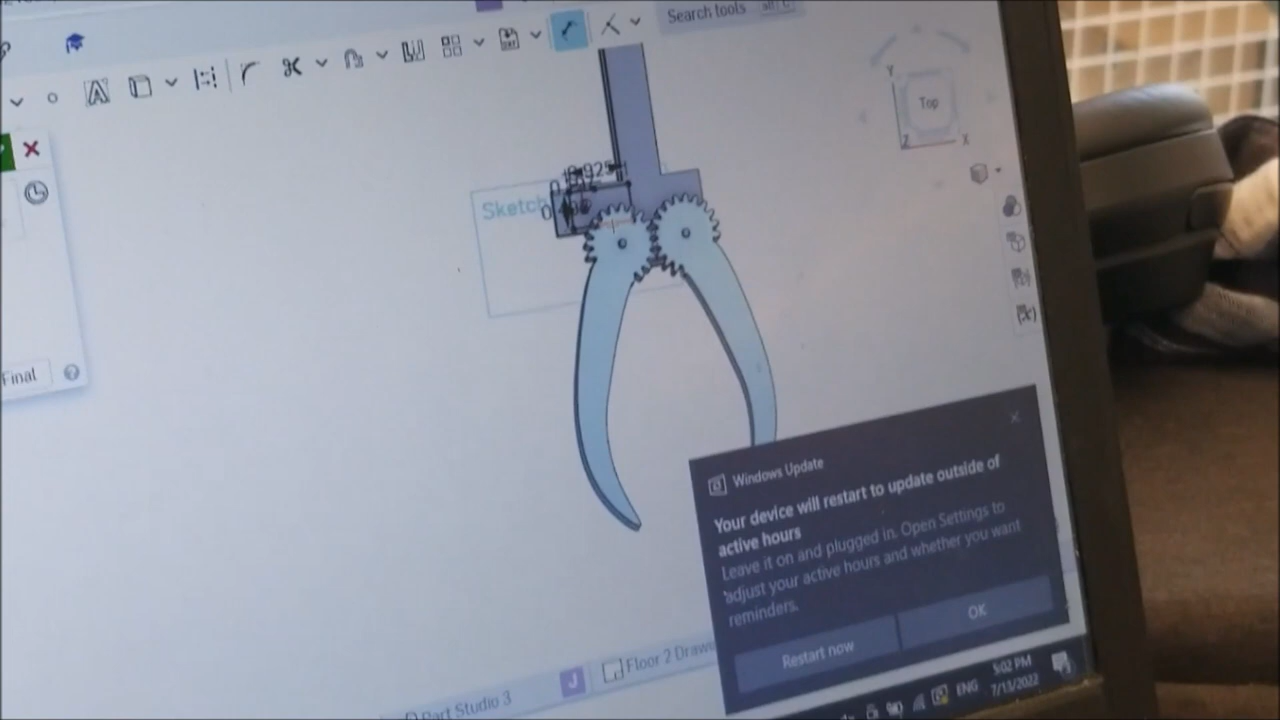 Search tools
Top
Y
Z
X
Sketch
Final
Windows Update
Your device will restart to update outside of
active hours
Leave it on and plugged in. Open Settings to
adjust your active hours and whether you want
reminders.
Restart now
OK
Part Studio 3
J
Floor 2
ENG
5:02 PM
7/13/2022